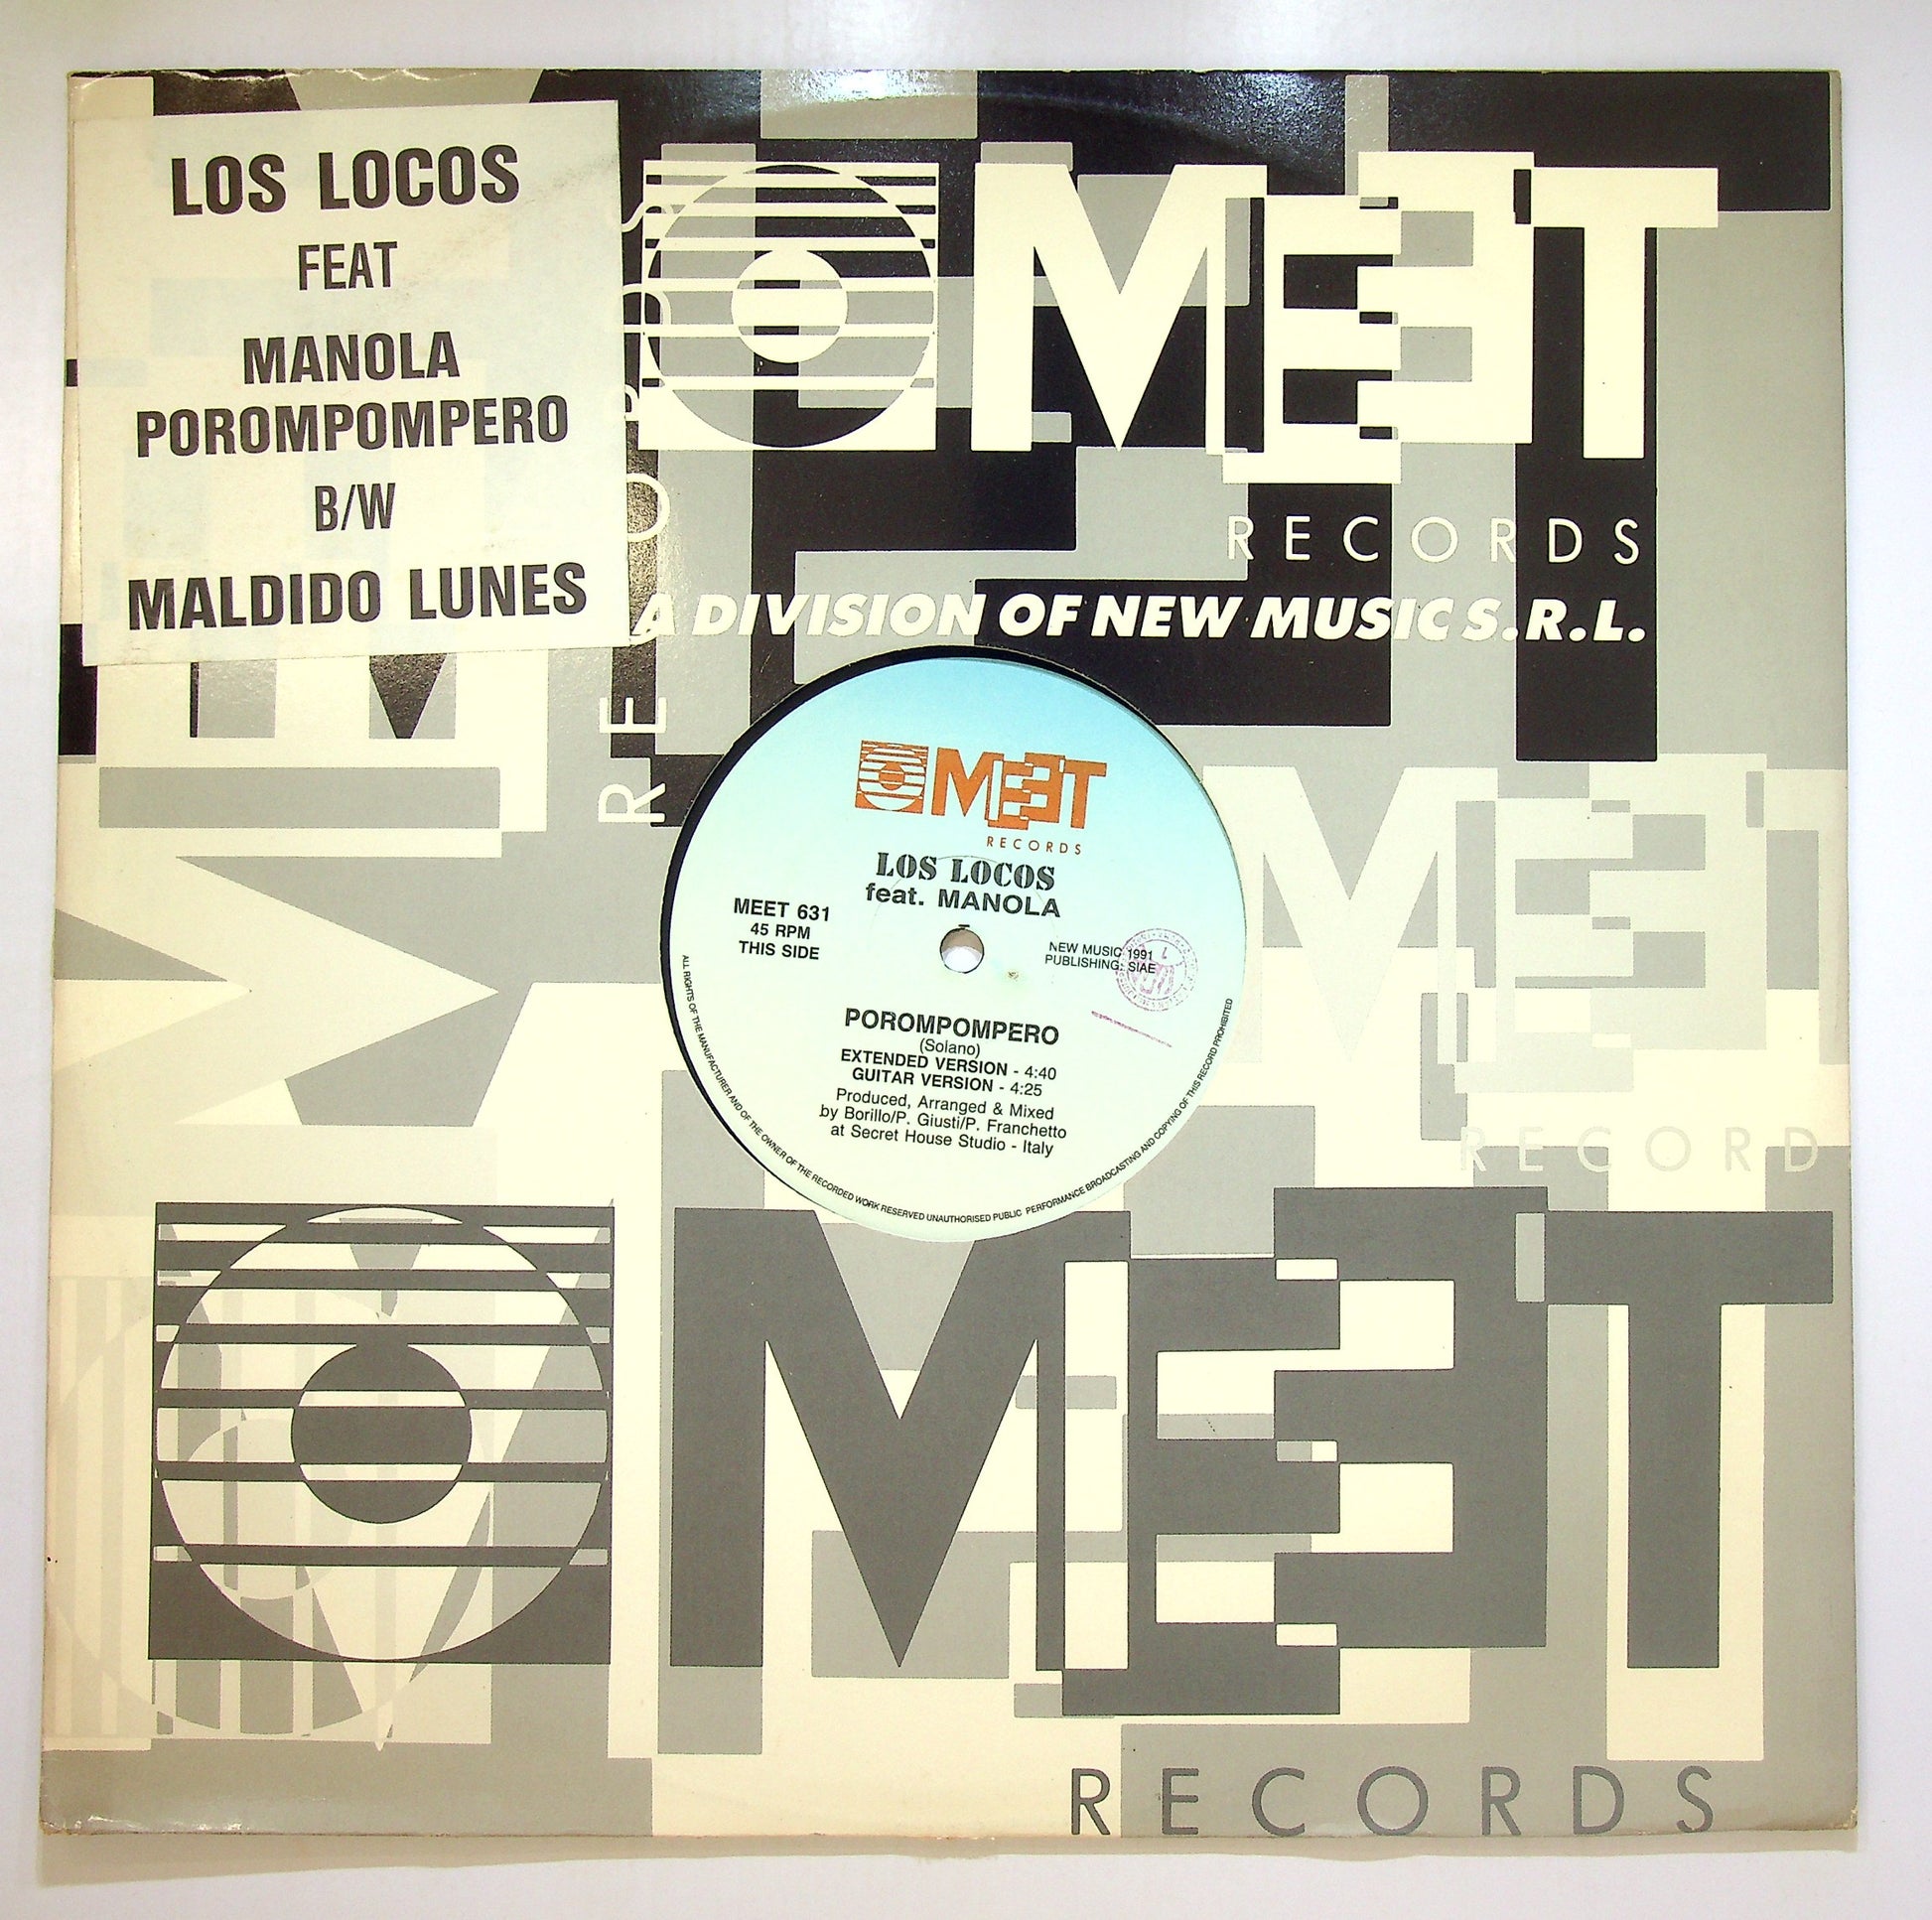 LOS LOCOS
FEAT
MANOLA
POROMPOMPERO
B/W
MALDIDO LUNES
MEET
RECORDS
A DIVISION OF NEW MUSIC S.R.L.
RECORDS
MEET
RECORDS
LOS LOCOS
feat. MANOLA
MEET 631
45 RPM
THIS SIDE
NEW MUSIC 1991
PUBLISHING: SIAE
POROMPOMPERO
(Solano)
EXTENDED VERSION - 4:40
GUITAR VERSION - 4:25
Produced, Arranged & Mixed
by Borillo/P. Giusti/P. Franchetto
at Secret House Studio - Italy
ALL RIGHTS OF THE MANUFACTURER AND OF THE OWNER OF THE RECORDED WORK RESERVED UNAUTHORISED PUBLIC PERFORMANCE BROADCASTING AND COPYING OF THIS RECORD PROHIBITED
MEET
RECORD
MEET
RECORDS